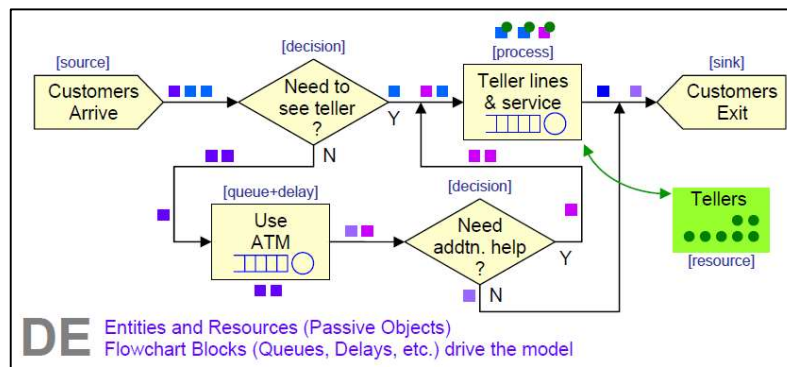 [source]
Customers
Arrive
[decision]
Need to
see teller
?
Y
N
[process]
Teller lines
& service
[sink]
Customers
Exit
[queue+delay]
Use
ATM
[decision]
Need
addtn. help
?
Y
N
Tellers
[resource]
DE
Entities and Resources (Passive Objects)
Flowchart Blocks (Queues, Delays, etc.) drive the model